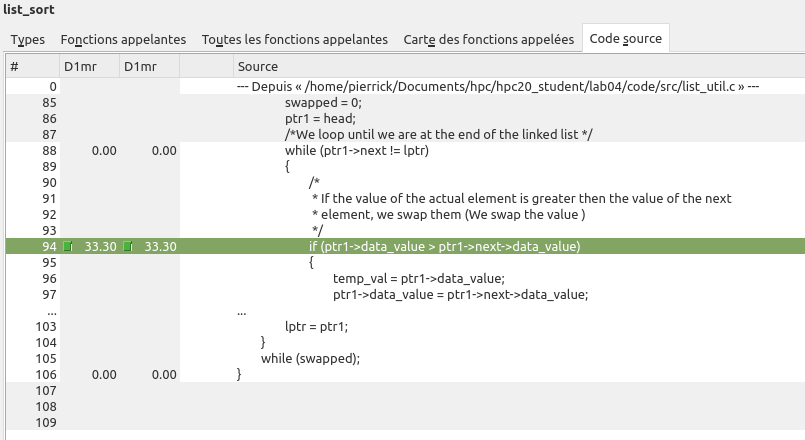 list_sort
Types Fonctions appelantes Toutes les fonctions appelantes Carte des fonctions appelées Code source
# D1mr D1mr Source
0 --- Depuis « /home/pierrick/Documents/hpc/hpc20_student/lab04/code/src/list_util.c » ---
85 swapped = 0;
86 ptr1 = head;
87 /*We loop until we are at the end of the linked list */
88 0.00 0.00 while (ptr1->next != lptr)
89 {
90 /*
91 * If the value of the actual element is greater then the value of the next
92 * element, we swap them (We swap the value )
93 */
94 33.30 33.30 if (ptr1->data_value > ptr1->next->data_value)
95 {
96 temp_val = ptr1->data_value;
97 ptr1->data_value = ptr1->next->data_value;
... ...
103 lptr = ptr1;
104 }
105 while (swapped);
106 0.00 0.00 }
107
108
109